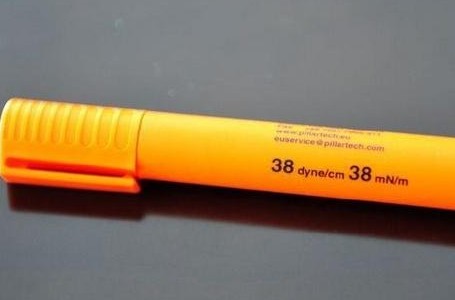 www.pillartech.eu
euservice@pillartech.com
38 dyne/cm 38 mN/m